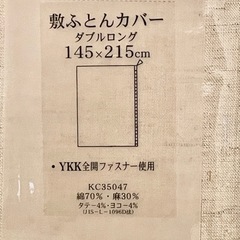 敷ふとんカバー
ダブルロング
145×215cm
・YKK全開ファスナー使用
KC35047
綿70%・麻30%
タテー4%・ヨコー4%
(JIS-L-1096D法)